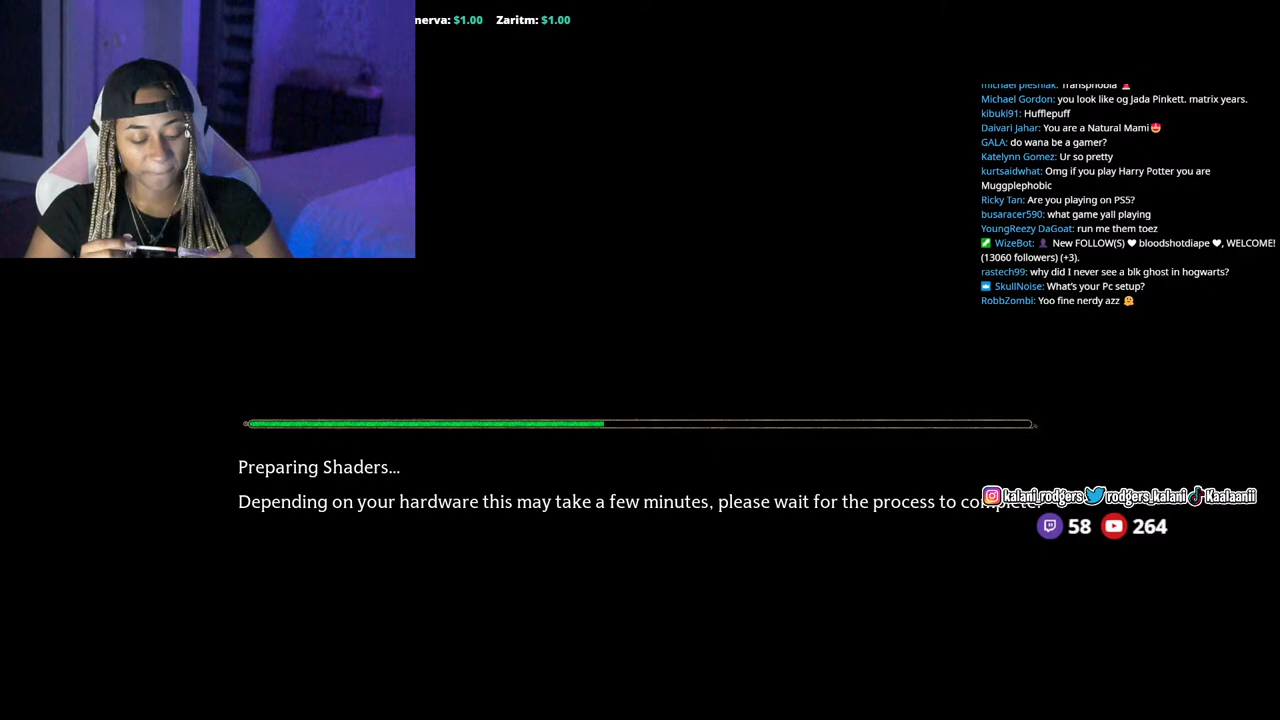 nerva: $1.00 Zaritm: $1.00
michael plesniak: Transphobia
Michael Gordon: you look like og Jada Pinkett. matrix years.
kibuki91: Hufflepuff
Daivari Jahar: You are a Natural Mami😍
GALA: do wana be a gamer?
Katelynn Gomez: Ur so pretty
kurtsaidwhat: Omg if you play Harry Potter you are
Muggplephobic
Ricky Tan: Are you playing on PS5?
busaracer590: what game yall playing
YoungReezy DaGoat: run me them toez
WizeBot: 👤 New FOLLOW(S) ♥ bloodshotdiape ♥, WELCOME!
(13060 followers) (+3).
rastech99: why did I never see a blk ghost in hogwarts?
SkullNoise: What's your Pc setup?
RobbZombi: Yoo fine nerdy azz 🫠
Preparing Shaders...
Depending on your hardware this may take a few minutes, please wait for the process to complete.
kalani_rodgers rodgers_kalani Kaalaanii
58 264